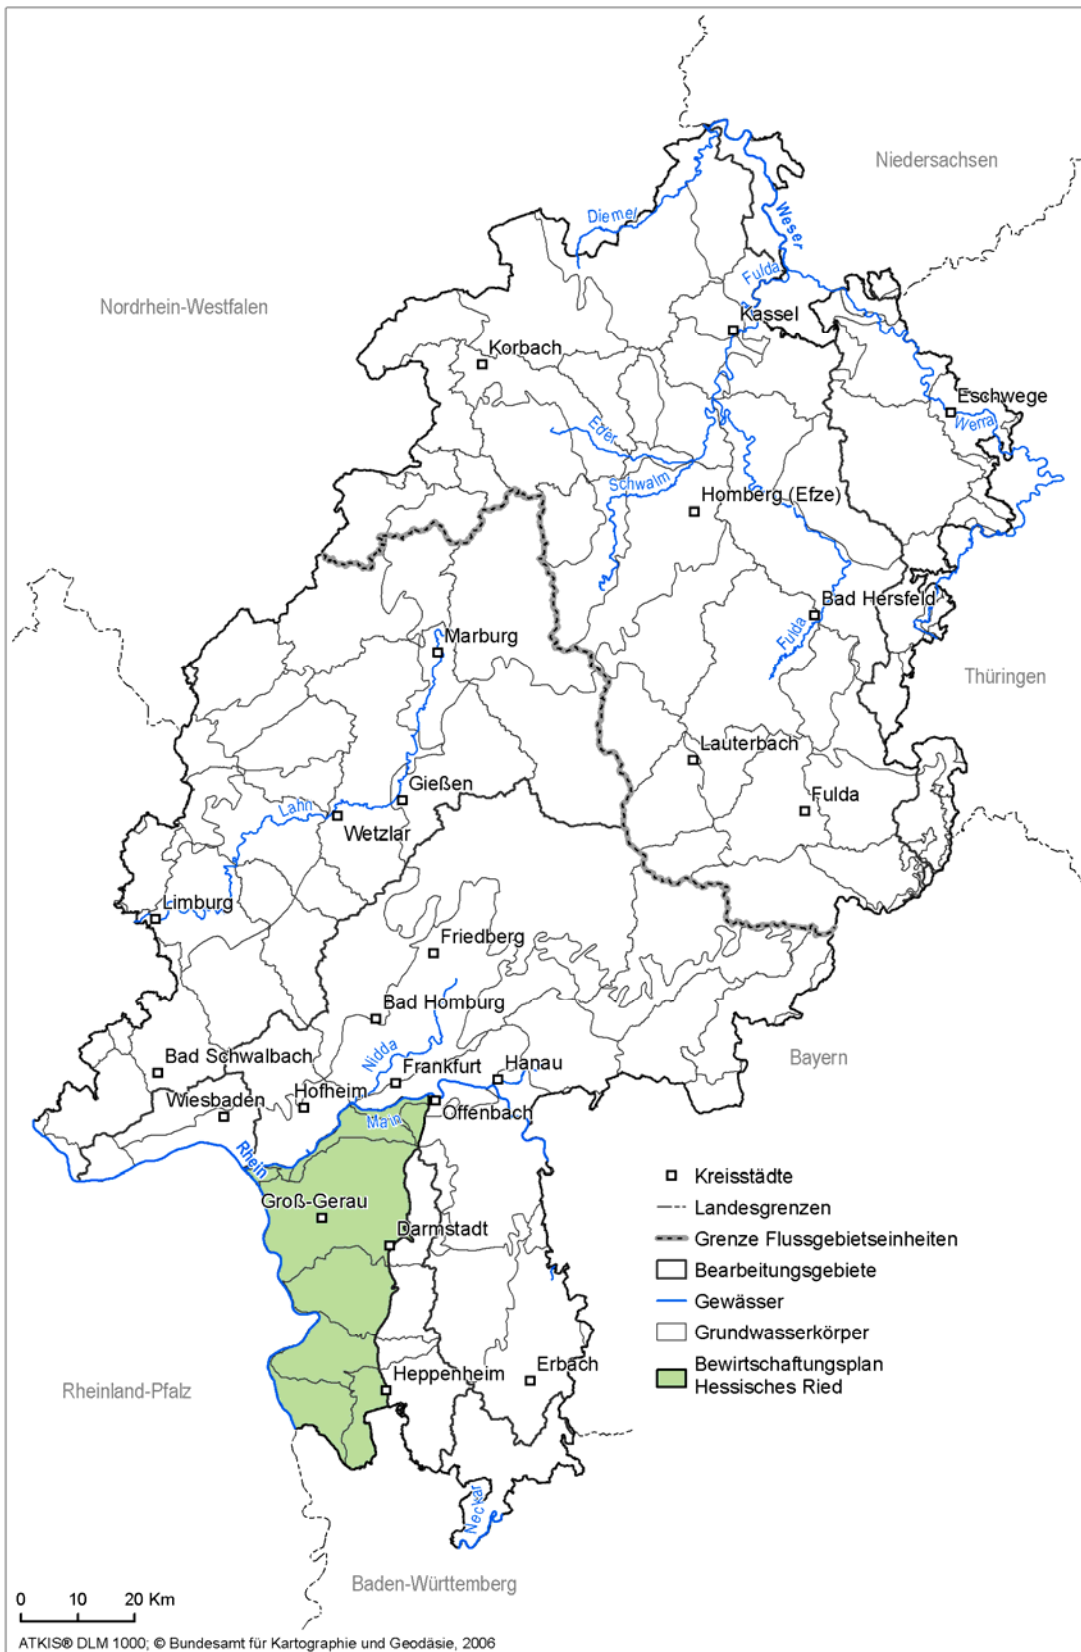 Niedersachsen
Diemel
Weser
Nordrhein-Westfalen
Fulda
Kassel
Korbach
Eschwege
Werra
Eder
Schwalm
Homberg (Efze)
Bad Hersfeld
Fulda
Marburg
Thüringen
Lauterbach
Gießen
Fulda
Lahn
Wetzlar
Limburg
Friedberg
Bad Homburg
Nidda
Bayern
Bad Schwalbach
Frankfurt
Hanau
Hofheim
Wiesbaden
Offenbach
Main
Rhein
Groß-Gerau
Darmstadt
Heppenheim
Erbach
Rheinland-Pfalz
Neckar
Baden-Württemberg
Kreisstädte
Landesgrenzen
Grenze Flussgebietseinheiten
Bearbeitungsgebiete
Gewässer
Grundwasserkörper
Bewirtschaftungsplan
Hessisches Ried
0 10 20 Km
ATKIS® DLM 1000; © Bundesamt für Kartographie und Geodäsie, 2006